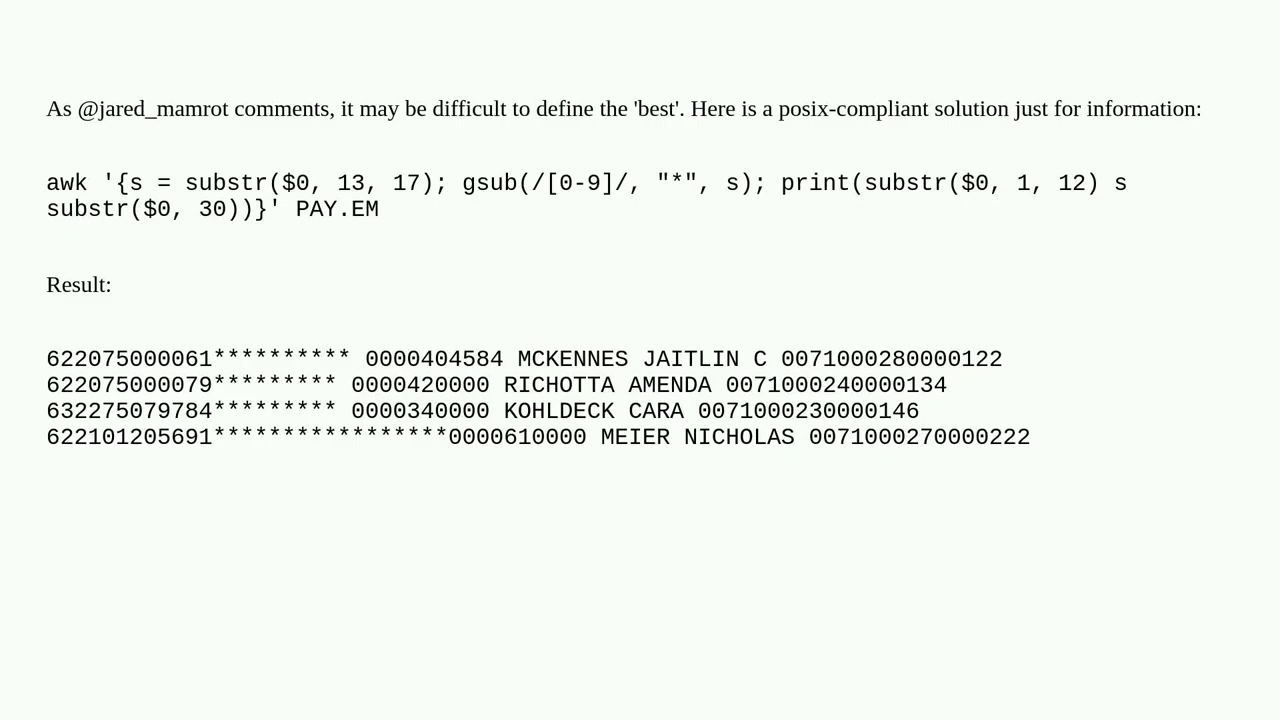 As @jared_mamrot comments, it may be difficult to define the 'best'. Here is a posix-compliant solution just for information:
awk '{s = substr($0, 13, 17); gsub(/[0-9]/, "*", s); print(substr($0, 1, 12) s
substr($0, 30))}' PAY.EM
Result:
622075000061********** 0000404584 MCKENNES JAITLIN C 0071000280000122
622075000079********* 0000420000 RICHOTTA AMENDA 0071000240000134
632275079784********* 0000340000 KOHLDECK CARA 0071000230000146
622101205691*****************0000610000 MEIER NICHOLAS 0071000270000222